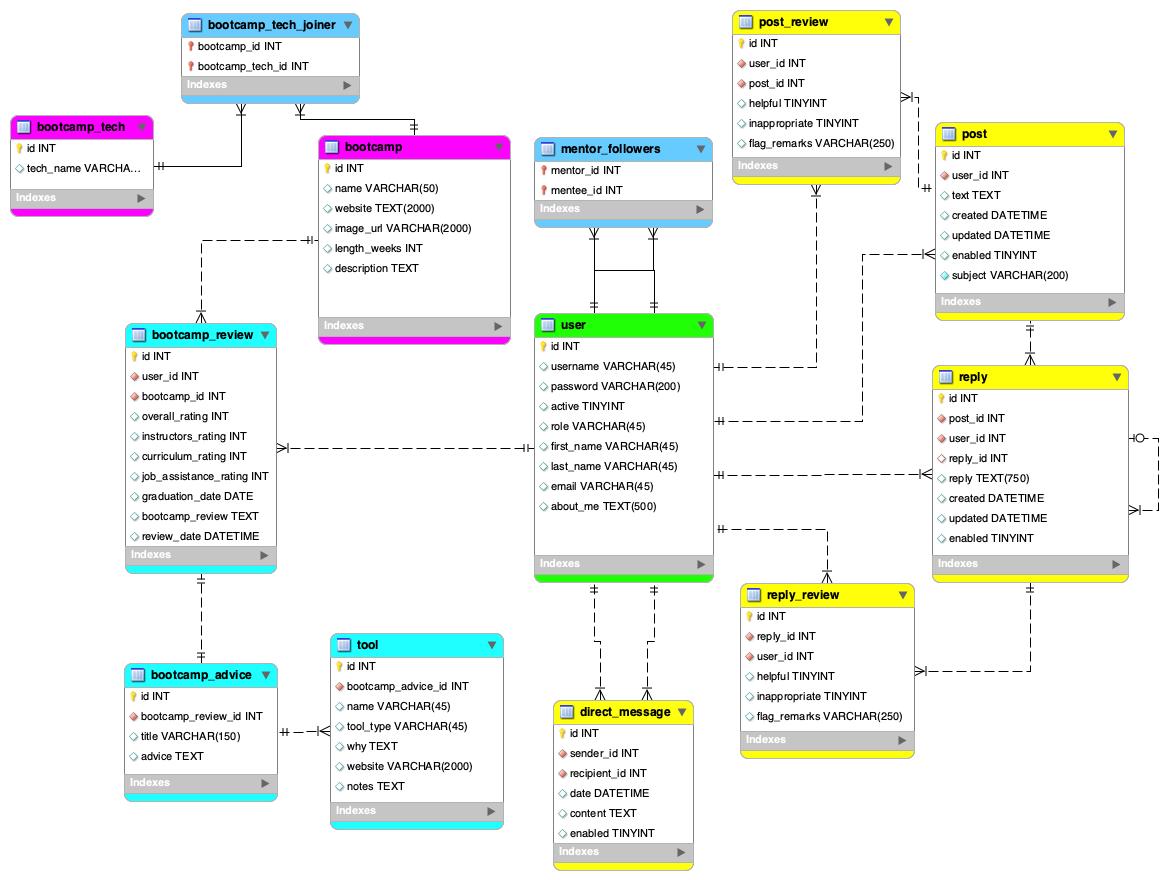 bootcamp_tech_joiner
bootcamp_id INT
bootcamp_tech_id INT
Indexes
bootcamp_tech
id INT
tech_name VARCHA...
Indexes
bootcamp
id INT
name VARCHAR(50)
website TEXT(2000)
image_url VARCHAR(2000)
length_weeks INT
description TEXT
Indexes
mentor_followers
mentor_id INT
mentee_id INT
Indexes
post_review
id INT
user_id INT
post_id INT
helpful TINYINT
inappropriate TINYINT
flag_remarks VARCHAR(250)
Indexes
post
id INT
user_id INT
text TEXT
created DATETIME
updated DATETIME
enabled TINYINT
subject VARCHAR(200)
Indexes
bootcamp_review
id INT
user_id INT
bootcamp_id INT
overall_rating INT
instructors_rating INT
curriculum_rating INT
job_assistance_rating INT
graduation_date DATE
bootcamp_review TEXT
review_date DATETIME
Indexes
user
id INT
username VARCHAR(45)
password VARCHAR(200)
active TINYINT
role VARCHAR(45)
first_name VARCHAR(45)
last_name VARCHAR(45)
email VARCHAR(45)
about_me TEXT(500)
Indexes
reply
id INT
post_id INT
user_id INT
reply_id INT
reply TEXT(750)
created DATETIME
updated DATETIME
enabled TINYINT
Indexes
bootcamp_advice
id INT
bootcamp_review_id INT
title VARCHAR(150)
advice TEXT
Indexes
tool
id INT
bootcamp_advice_id INT
name VARCHAR(45)
tool_type VARCHAR(45)
why TEXT
website VARCHAR(2000)
notes TEXT
Indexes
direct_message
id INT
sender_id INT
recipient_id INT
date DATETIME
content TEXT
enabled TINYINT
Indexes
reply_review
id INT
reply_id INT
user_id INT
helpful TINYINT
inappropriate TINYINT
flag_remarks VARCHAR(250)
Indexes